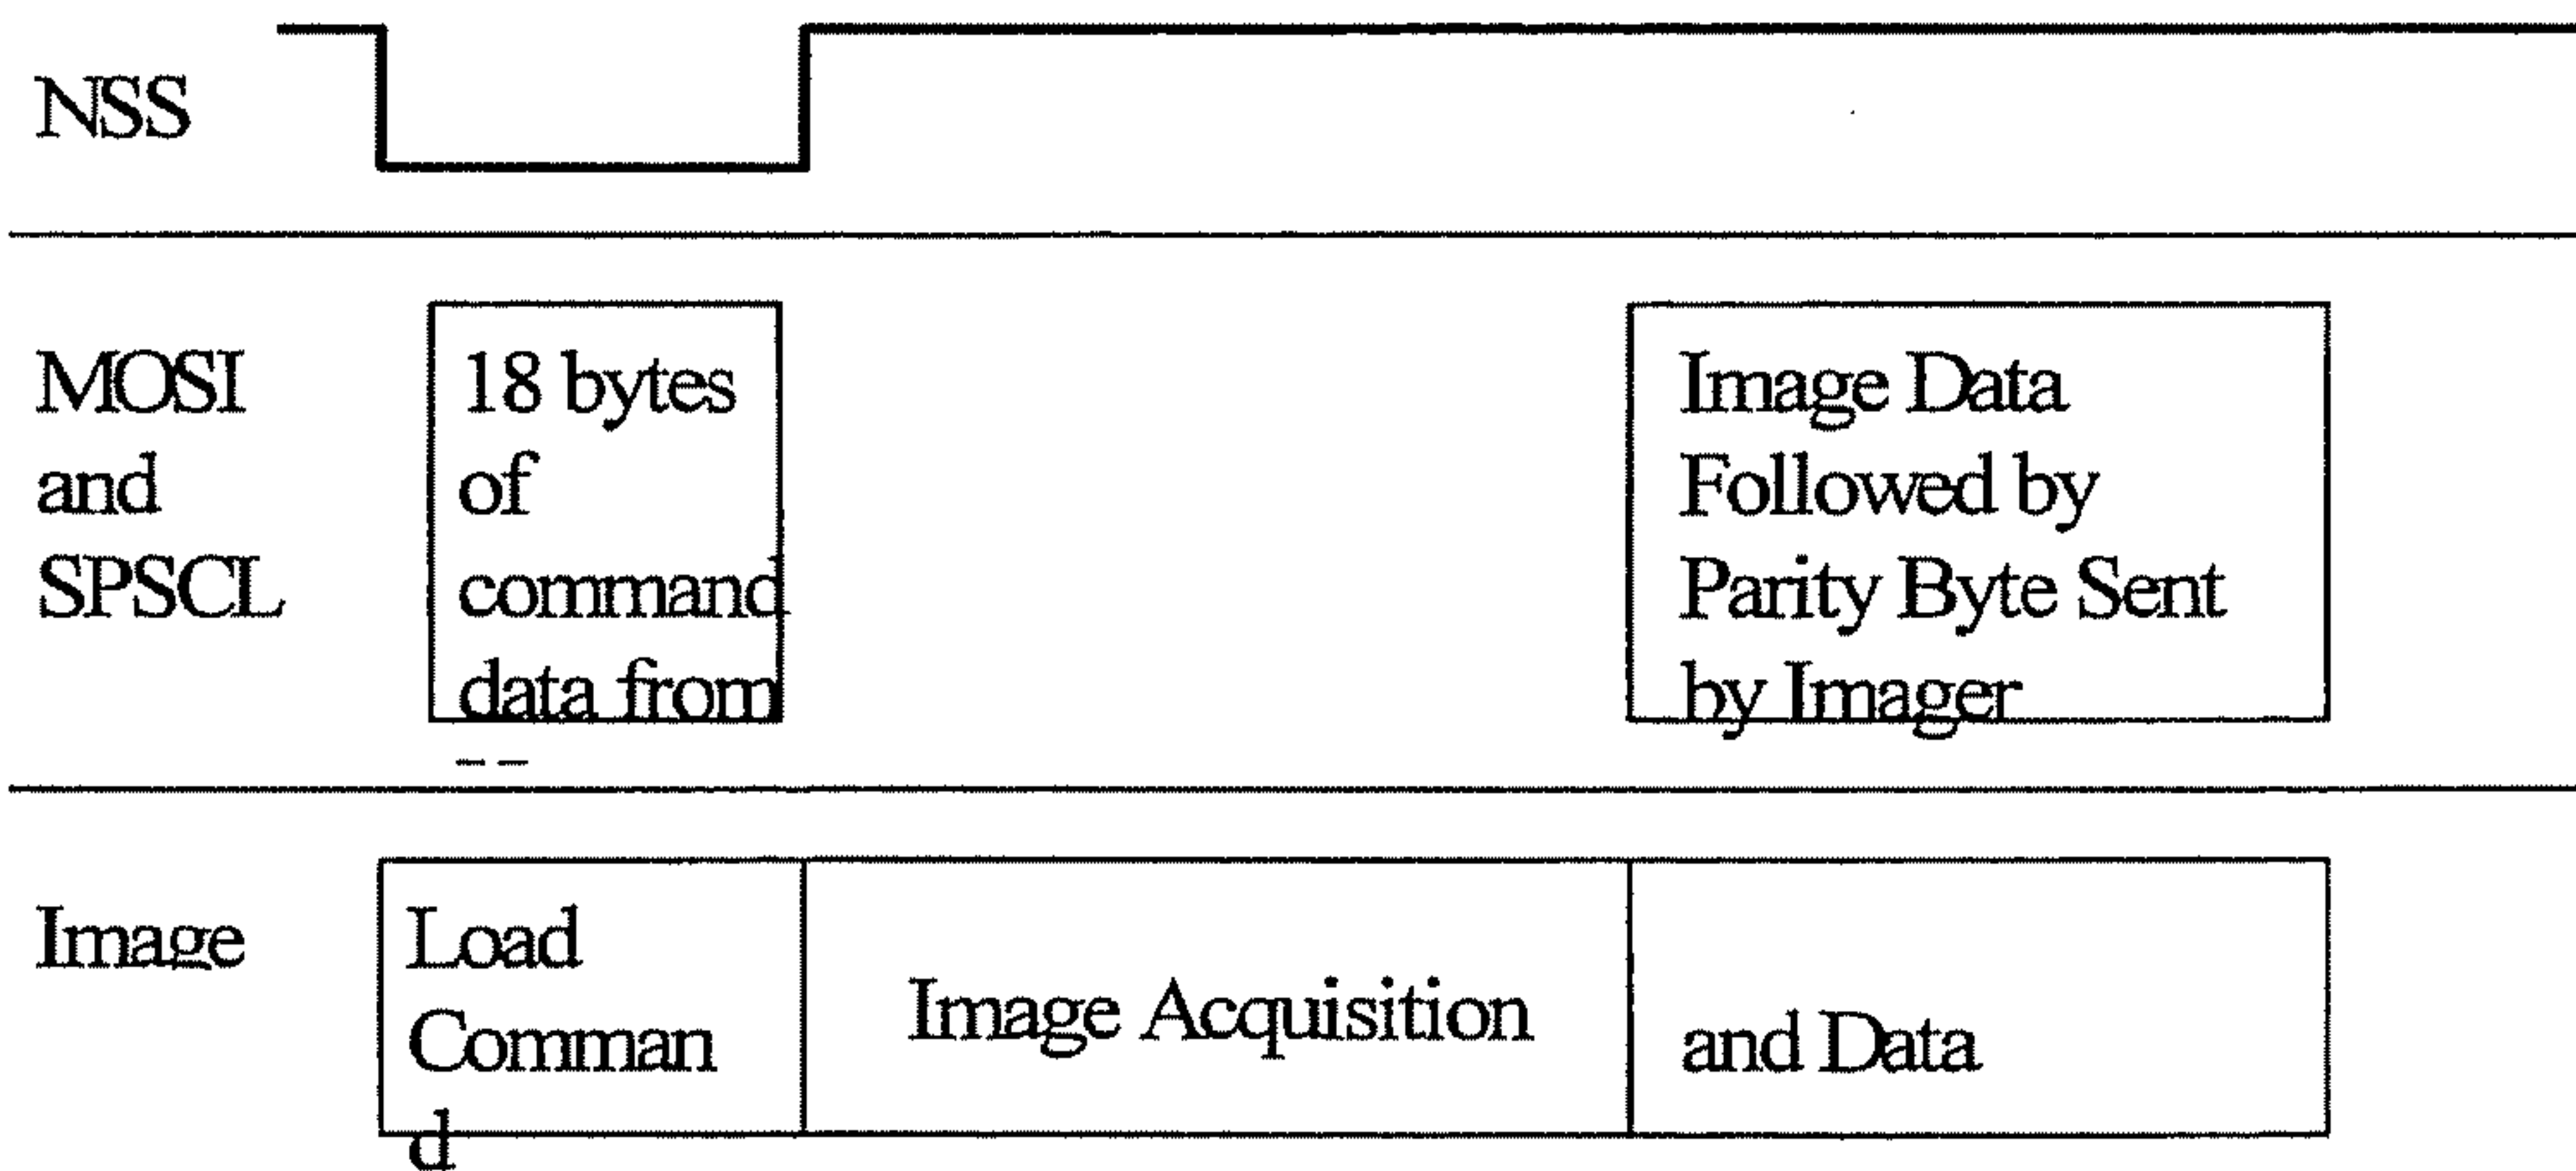 NSS
MOSI
and
SPSCL
18 bytes
of
command
data from
Image Data
Followed by
Parity Byte Sent
by Imager
Image
Load
Comman
d
Image Acquisition
and Data